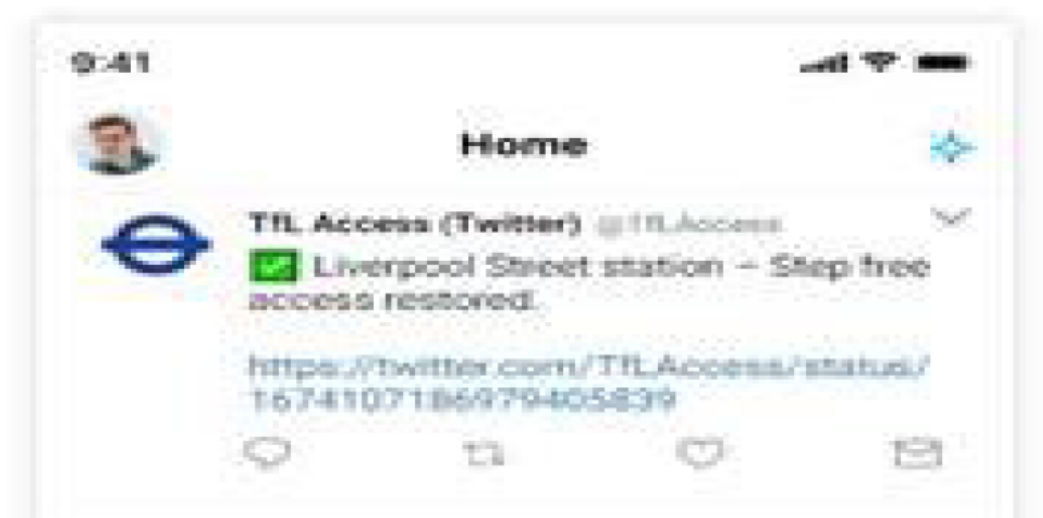 9:41
Home
TfL Access (Twitter) @TfLAccess
Liverpool Street station – Step free
access restored.
https://twitter.com/TfLAccess/status/
1674107186979405839